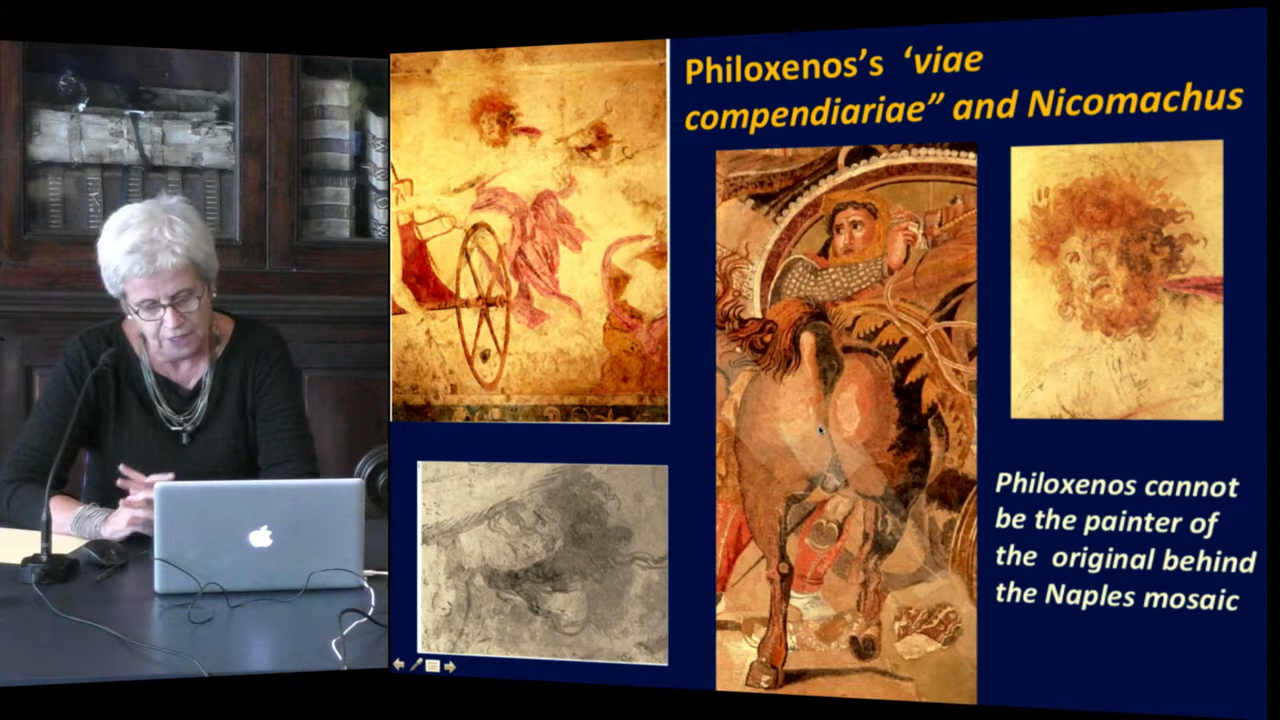 Philoxenos’s ‘viae
compendiariae” and Nicomachus
Philoxenos cannot
be the painter of
the original behind
the Naples mosaic